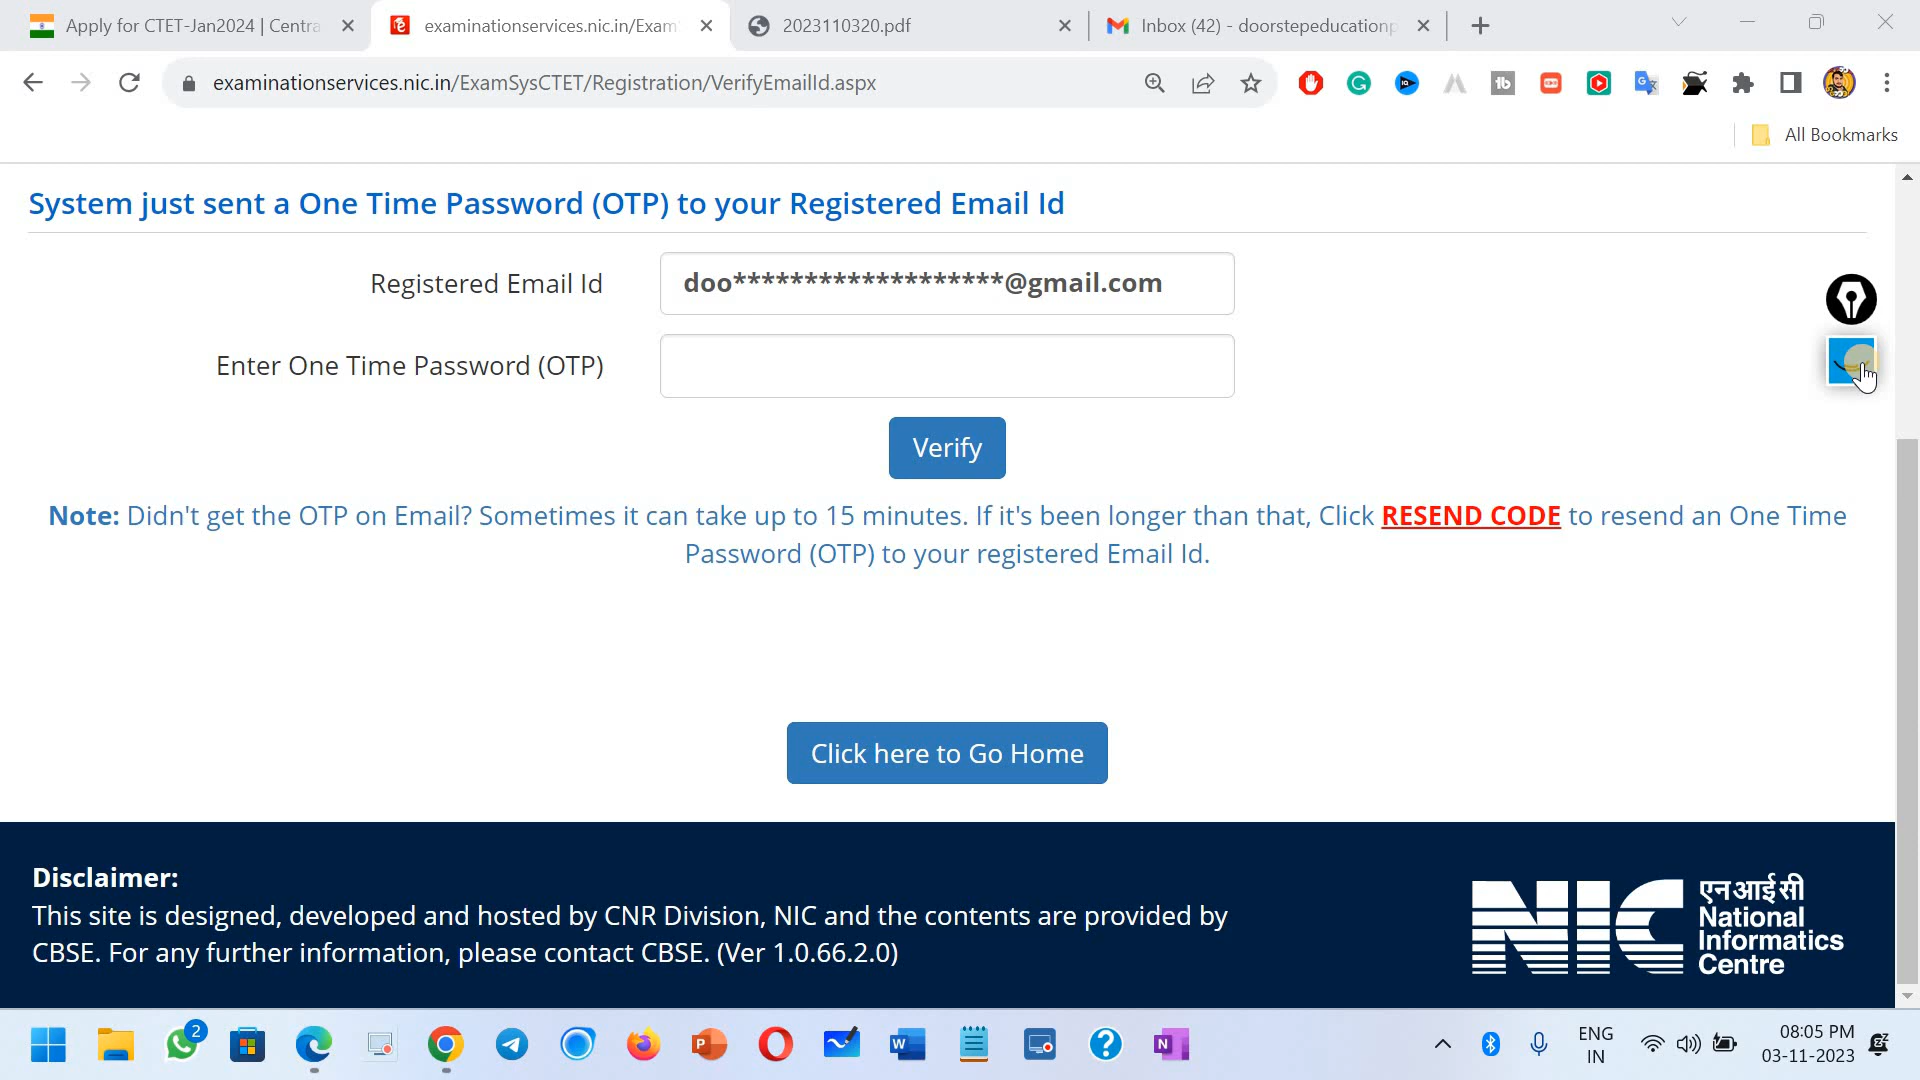 Apply for CTET-Jan2024 | Centra
examinationservices.nic.in/Exam
2023110320.pdf
Inbox (42) - doorstepeducationp
examinationservices.nic.in/ExamSysCTET/Registration/VerifyEmailId.aspx
All Bookmarks
System just sent a One Time Password (OTP) to your Registered Email Id
Registered Email Id
doo*******************@gmail.com
Enter One Time Password (OTP)
Verify
Note: Didn't get the OTP on Email? Sometimes it can take up to 15 minutes. If it's been longer than that, Click RESEND CODE to resend an One Time
Password (OTP) to your registered Email Id.
Click here to Go Home
Disclaimer:
This site is designed, developed and hosted by CNR Division, NIC and the contents are provided by
CBSE. For any further information, please contact CBSE. (Ver 1.0.66.2.0)
NIC
एन आई सी
National
Informatics
Centre
2
ENG
IN
08:05 PM
03-11-2023